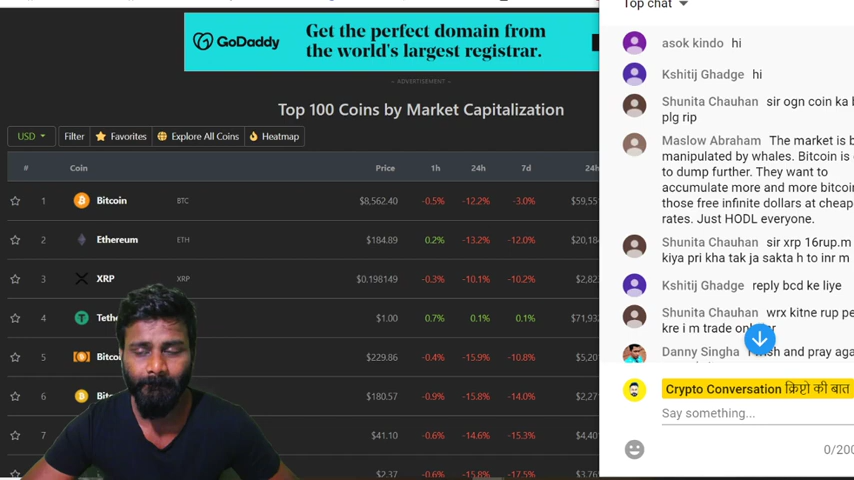 Get the perfect domain from
GoDaddy
the world's largest registrar.
— ADVERTISEMENT —
Top 100 Coins by Market Capitalization
USD Filter Favorites Explore All Coins Heatmap
# Coin Price 1h 24h 7d 24h
1 Bitcoin BTC $8,562.40 -0.5% -12.2% -3.0% $59,55
2 Ethereum ETH $184.89 0.2% -13.2% -12.0% $20,184
3 XRP XRP $0.198149 -0.3% -10.1% -10.2% $2,82
4 Teth $1.00 0.7% 0.1% 0.1% $71,93
5 Bitco $229.86 -0.4% -15.9% -10.8% $5,20
6 B $180.57 -0.9% -15.8% -14.0% $2,27
7 $41.10 -0.6% -14.6% -15.3% $4,40
$2.37 -0.6% -15.8% -17.5% $3,76
Top chat
asok kindo hi
Kshitij Ghadge hi
Shunita Chauhan sir ogn coin ka
plg rip
Maslow Abraham The market is b
manipulated by whales. Bitcoin is
to dump further. They want to
accumulate more and more bitcoi
those free infinite dollars at cheap
rates. Just HODL everyone.
Shunita Chauhan sir xrp 16rup.m
kiya pri kha tak ja sakta h to inr m
Kshitij Ghadge reply bcd ke liye
Shunita Chauhan wrx kitne rup pe
kre i m trade on
Danny Singha wish and pray aga
Crypto Conversation क्रिप्टो की बात
Say something...
0/200